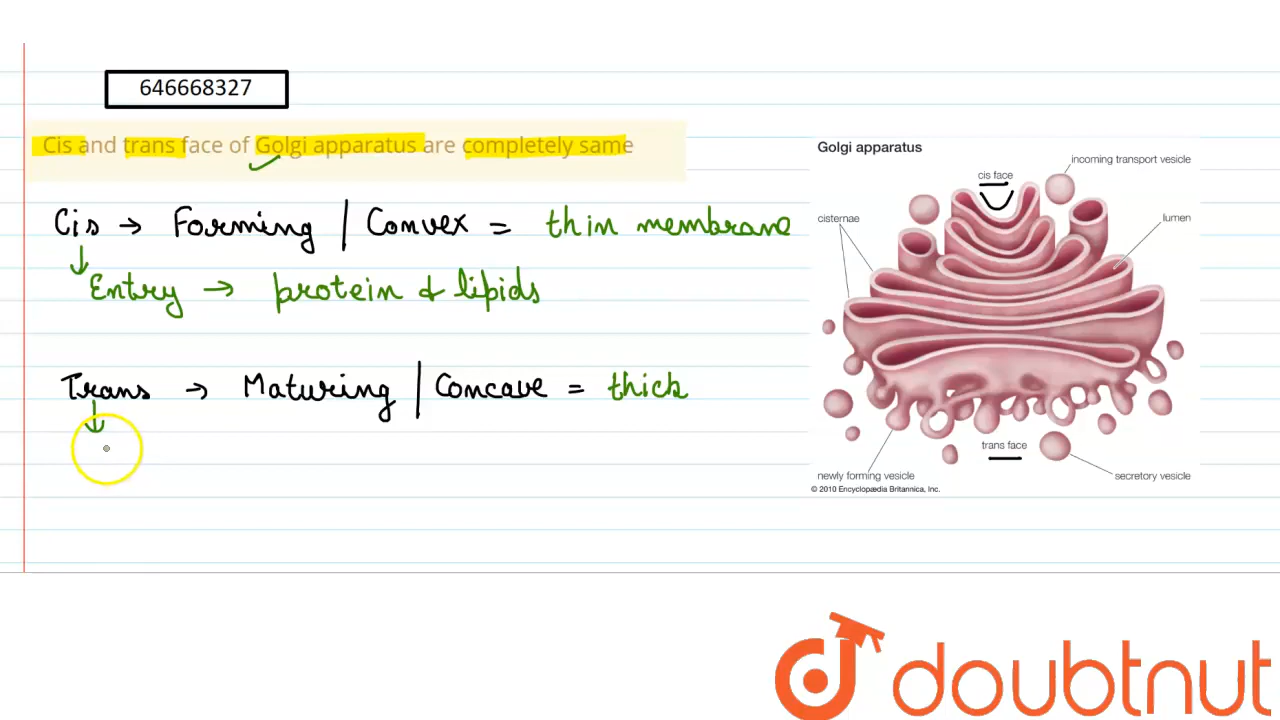 646668327
Cis and trans face of Golgi apparatus are completely same
Cis → Forming | Convex = thin membrane
Entry → protein & lipids
Trans → Maturing | Concave = thick
Golgi apparatus
incoming transport vesicle
cis face
cisternae
lumen
trans face
newly forming vesicle
secretory vesicle
© 2010 Encyclopædia Britannica, Inc.
doubtnut